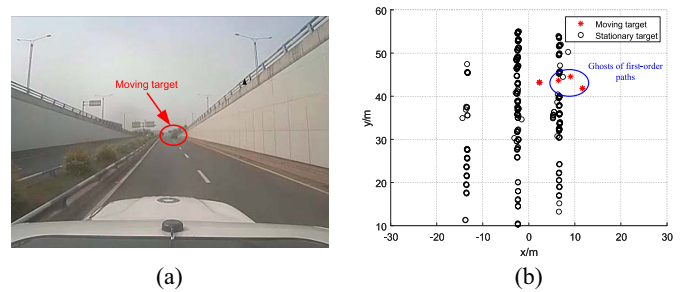 Moving target
(a)
60
50
40
30
20
10
y/m
-30
-20
-10
0
10
20
30
x/m
Moving target
Stationary target
Ghosts of first-order
paths
(b)